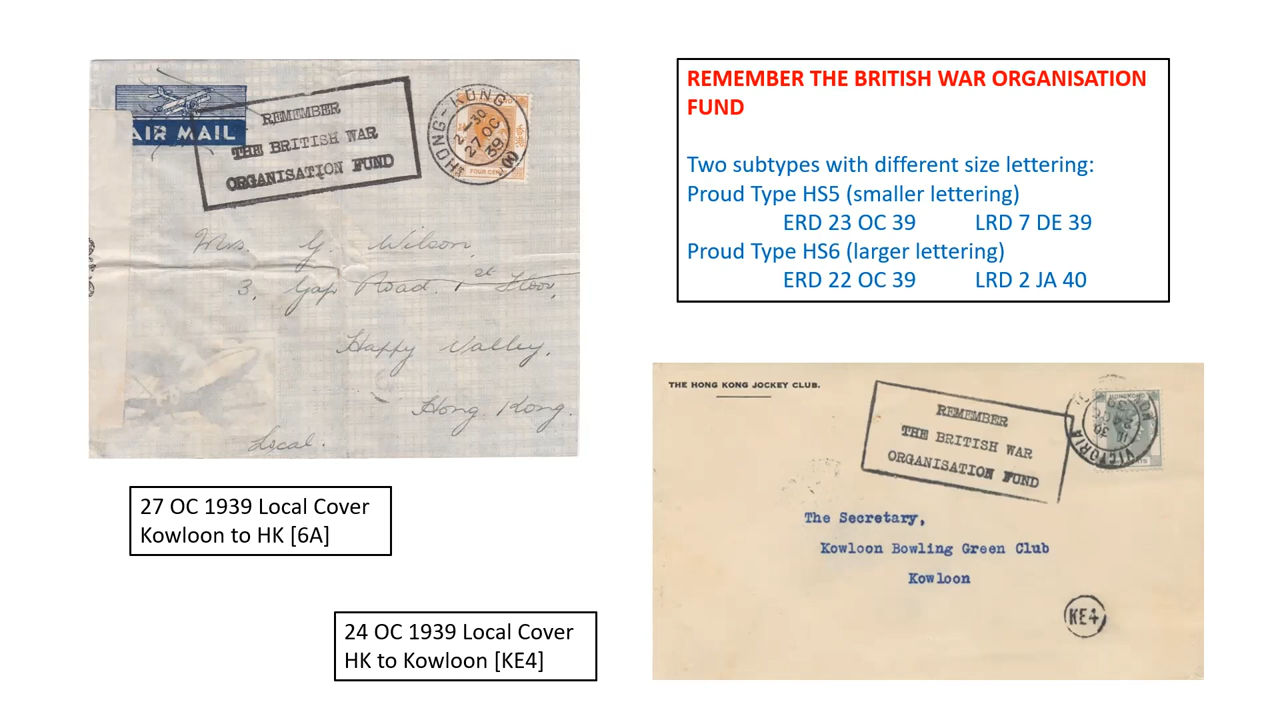 REMEMBER THE BRITISH WAR ORGANISATION
FUND
Two subtypes with different size lettering:
Proud Type HS5 (smaller lettering)
ERD 23 OC 39 LRD 7 DE 39
Proud Type HS6 (larger lettering)
ERD 22 OC 39 LRD 2 JA 40
AIR MAIL
REMEMBER
THE BRITISH WAR
ORGANISATION FUND
HONG-KONG
2-30
27 OC
39
FOUR CENTS
Mrs. G. Wilson,
3, Gap Road. 1st Floor,
Happy Valley,
Hong Kong.
Local.
27 OC 1939 Local Cover
Kowloon to HK [6A]
24 OC 1939 Local Cover
HK to Kowloon [KE4]
THE HONG KONG JOCKEY CLUB.
REMEMBER
THE BRITISH WAR
ORGANISATION FUND
HONGKONG
VICTORIA
The Secretary,
Kowloon Bowling Green Club
Kowloon
KE4